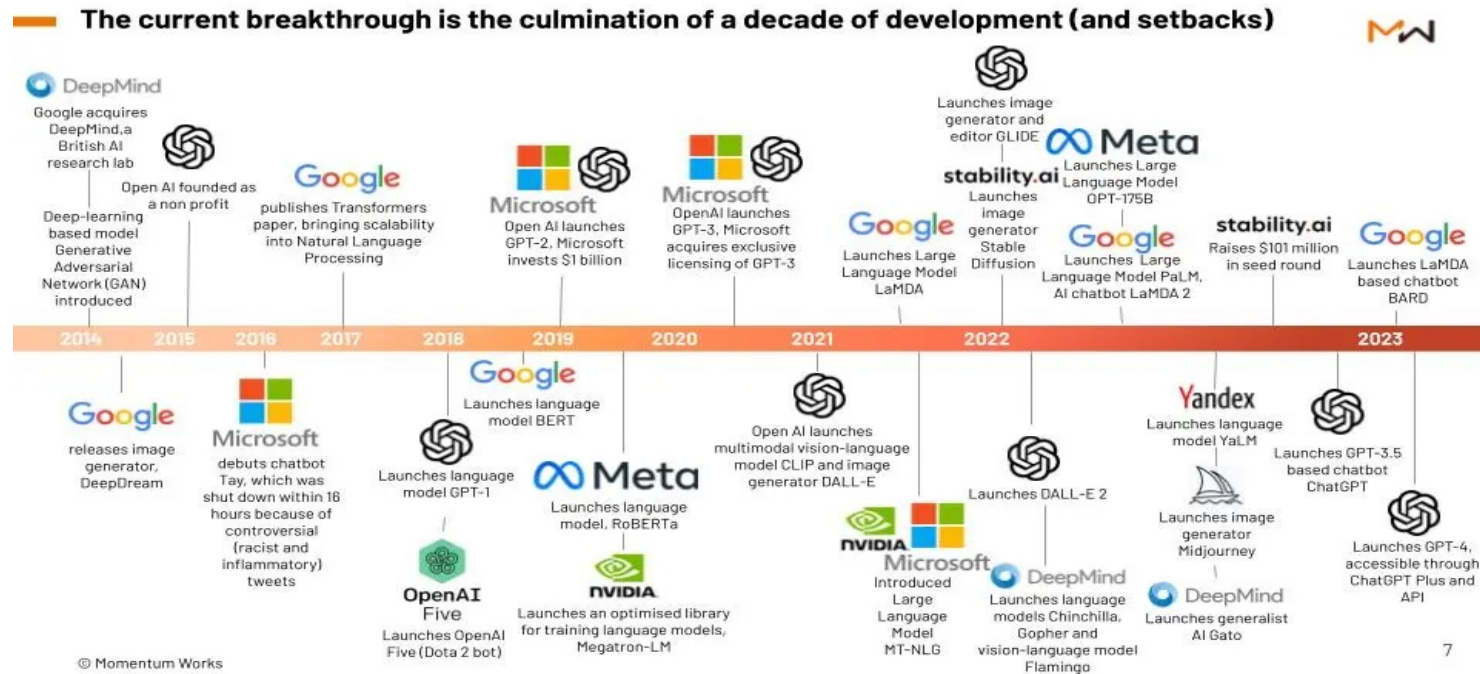 The current breakthrough is the culmination of a decade of development (and setbacks)
MW
DeepMind
Google acquires
DeepMind,a
British AI
research lab
Deep-learning
based model
Generative
Adversarial
Network (GAN)
introduced
Open AI founded as
a non profit
Google
publishes Transformers
paper, bringing scalability
into Natural Language
Processing
Microsoft
Open AI launches
GPT-2, Microsoft
invests $1 billion
Microsoft
OpenAI launches
GPT-3, Microsoft
acquires exclusive
licensing of GPT-3
Google
Launches Large
Language Model
LaMDA
Launches image
generator and
editor GLIDE
stability.ai
Launches
image
generator
Stable
Diffusion
Meta
Launches Large
Language Model
OPT-175B
Google
Launches Large
Language Model PaLM,
AI chatbot LaMDA 2
stability.ai
Raises $101 million
in seed round
Google
Launches LaMDA
based chatbot
BARD
2014 2015 2016 2017 2018 2019 2020 2021 2022 2023
Google
releases image
generator,
DeepDream
Microsoft
debuts chatbot
Tay, which was
shut down within 16
hours because of
controversial
(racist and
inflammatory)
tweets
Launches language
model GPT-1
OpenAI
Five
Launches OpenAI
Five (Dota 2 bot)
Google
Launches language
model BERT
Meta
Launches language
model, RoBERTa
NVIDIA
Launches an optimised library
for training language models,
Megatron-LM
Open AI launches
multimodal vision-language
model CLIP and image
generator DALL-E
NVIDIA
Microsoft
Introduced
Large
Language
Model
MT-NLG
Launches DALL-E 2
DeepMind
Launches language
models Chinchilla,
Gopher and
vision-language model
Flamingo
Yandex
Launches language
model YaLM
Launches image
generator
Midjourney
DeepMind
Launches generalist
AI Gato
Launches GPT-3.5
based chatbot
ChatGPT
Launches GPT-4,
accessible through
ChatGPT Plus and
API
© Momentum Works
7